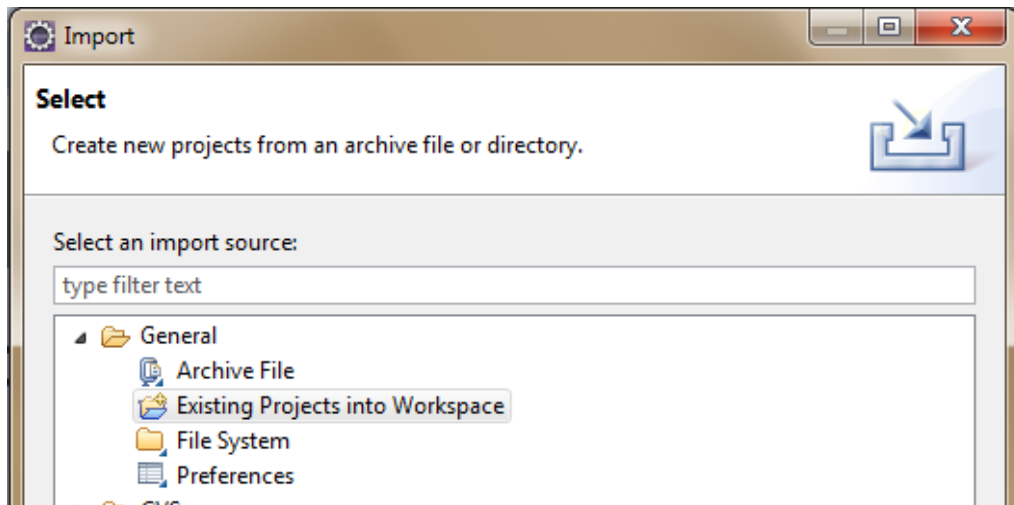 Import
Select
Create new projects from an archive file or directory.
Select an import source:
type filter text
General
Archive File
Existing Projects into Workspace
File System
Preferences